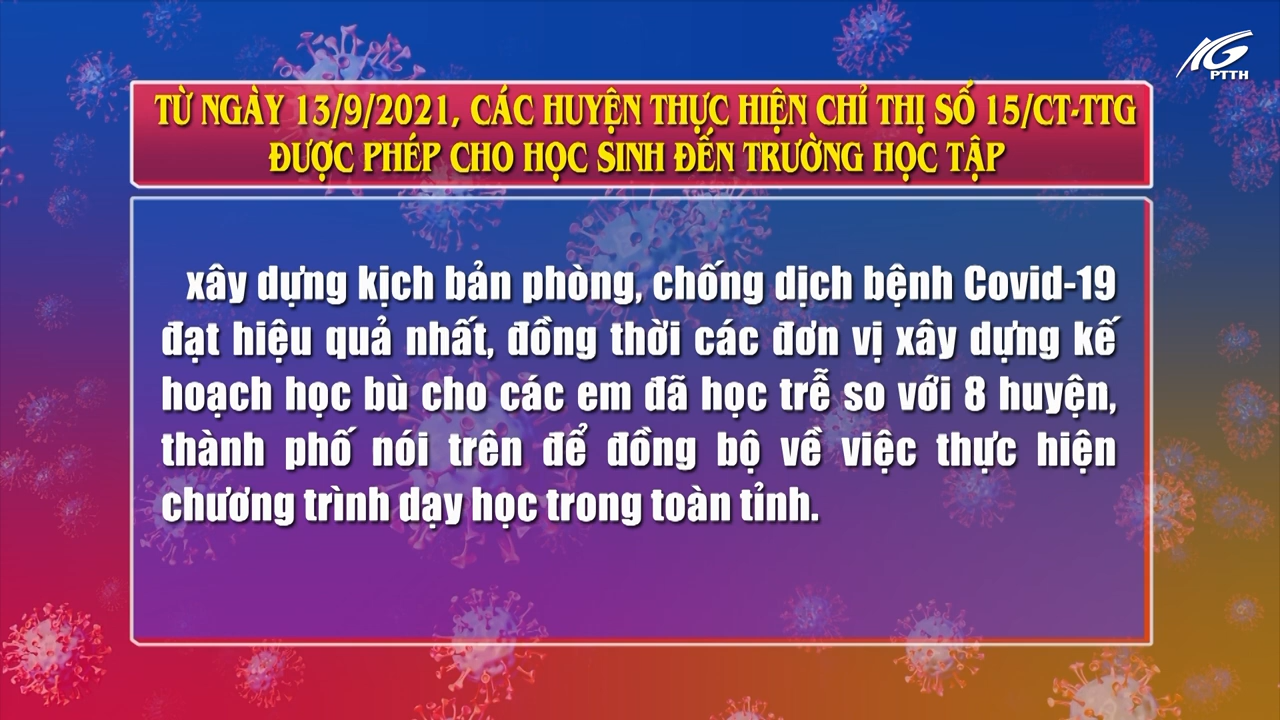 KG
PTTH
TỪ NGÀY 13/9/2021, CÁC HUYỆN THỰC HIỆN CHỈ THỊ SỐ 15/CT-TTG
ĐƯỢC PHÉP CHO HỌC SINH ĐẾN TRƯỜNG HỌC TẬP
xây dựng kịch bản phòng, chống dịch bệnh Covid-19
đạt hiệu quả nhất, đồng thời các đơn vị xây dựng kế
hoạch học bù cho các em đã học trễ so với 8 huyện,
thành phố nói trên để đồng bộ về việc thực hiện
chương trình dạy học trong toàn tỉnh.